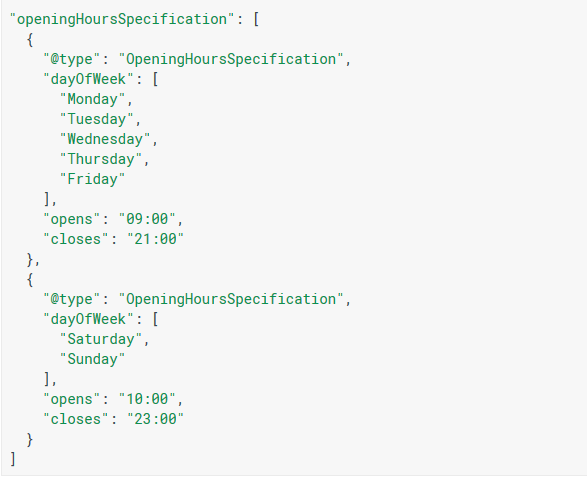 "openingHoursSpecification": [
  {
    "@type": "OpeningHoursSpecification",
    "dayOfWeek": [
      "Monday",
      "Tuesday",
      "Wednesday",
      "Thursday",
      "Friday"
    ],
    "opens": "09:00",
    "closes": "21:00"
  },
  {
    "@type": "OpeningHoursSpecification",
    "dayOfWeek": [
      "Saturday",
      "Sunday"
    ],
    "opens": "10:00",
    "closes": "23:00"
  }
]